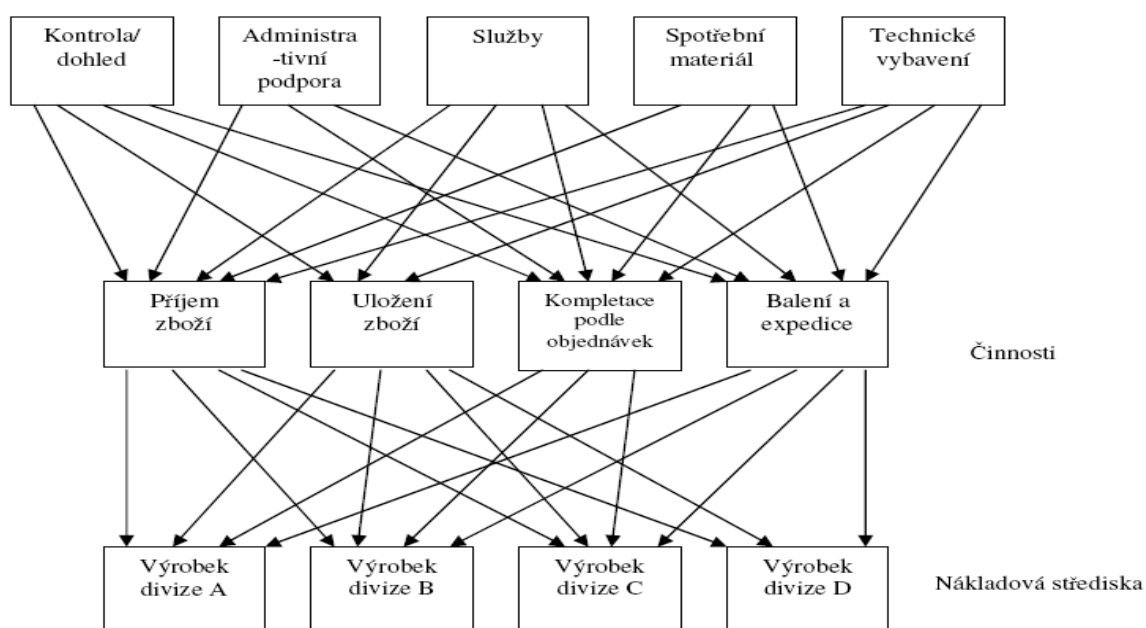 Kontrola/
dohled
Administra
-tivní
podpora
Služby
Spotřební
materiál
Technické
vybavení
Příjem
zboží
Uložení
zboží
Kompletace
podle
objednávek
Balení a
expedice
Činnosti
Výrobek
divize A
Výrobek
divize B
Výrobek
divize C
Výrobek
divize D
Nákladová střediska